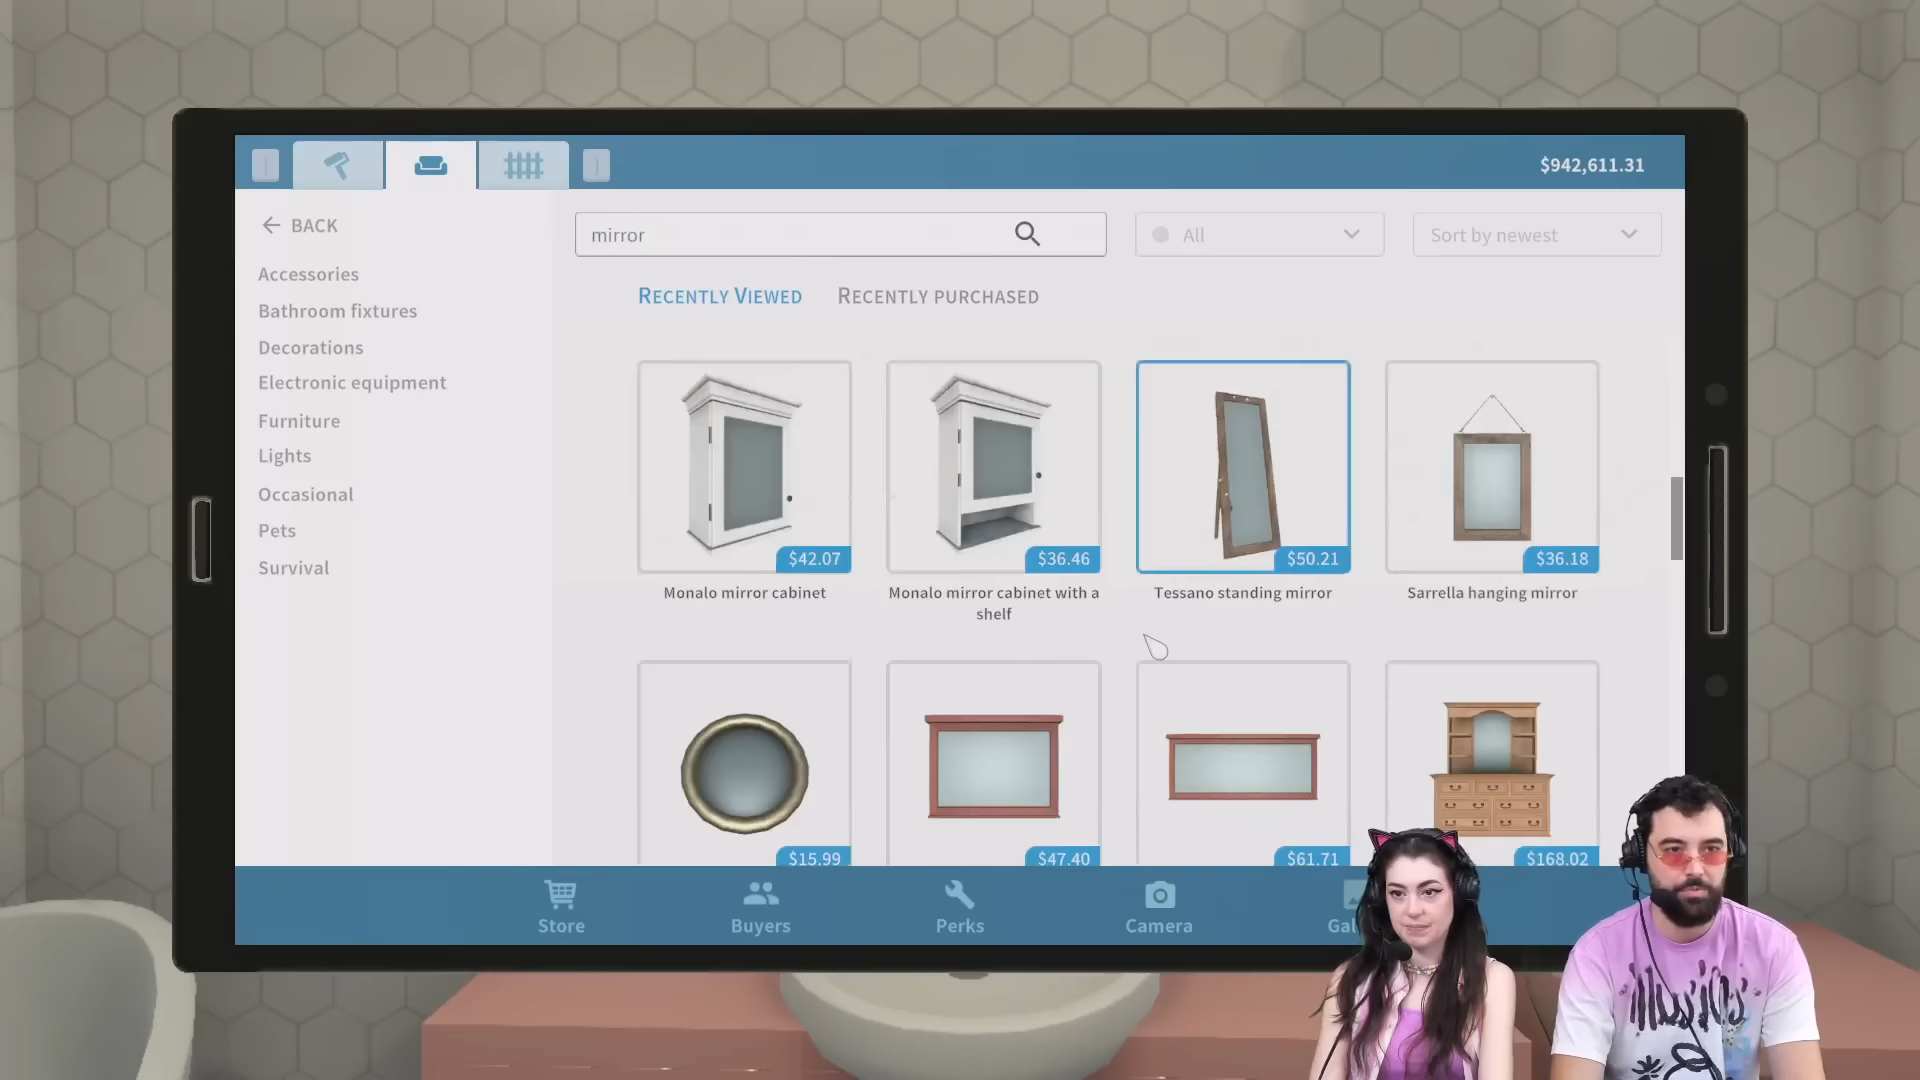 $942,611.31
BACK
mirror
All
Sort by newest
Accessories
Bathroom fixtures
Decorations
Electronic equipment
Furniture
Lights
Occasional
Pets
Survival
RECENTLY VIEWED
RECENTLY PURCHASED
$42.07
$36.46
$50.21
$36.18
Monalo mirror cabinet
Monalo mirror cabinet with a
shelf
Tessano standing mirror
Sarrella hanging mirror
$15.99
$47.40
$61.71
$168.02
Store
Buyers
Perks
Camera
Gal